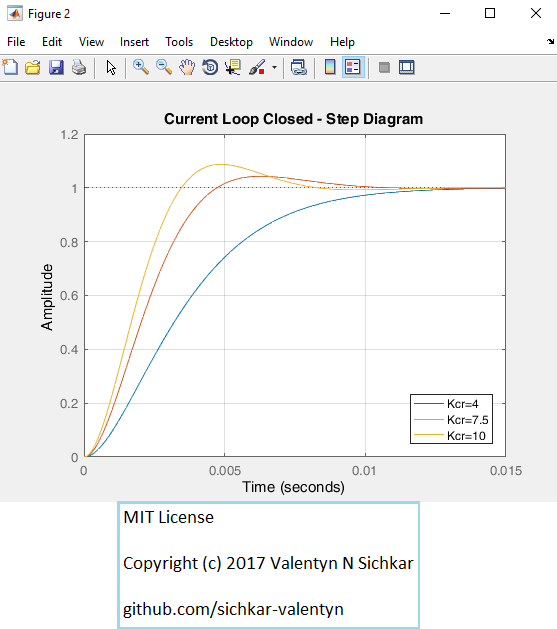 Figure 2
File Edit View Insert Tools Desktop Window Help
Current Loop Closed - Step Diagram
1.2
1
0.8
0.6
0.4
0.2
0
Amplitude
Kcr=4
Kcr=7.5
Kcr=10
0 0.005 0.01 0.015
Time (seconds)
MIT License
Copyright (c) 2017 Valentyn N Sichkar
github.com/sichkar-valentyn